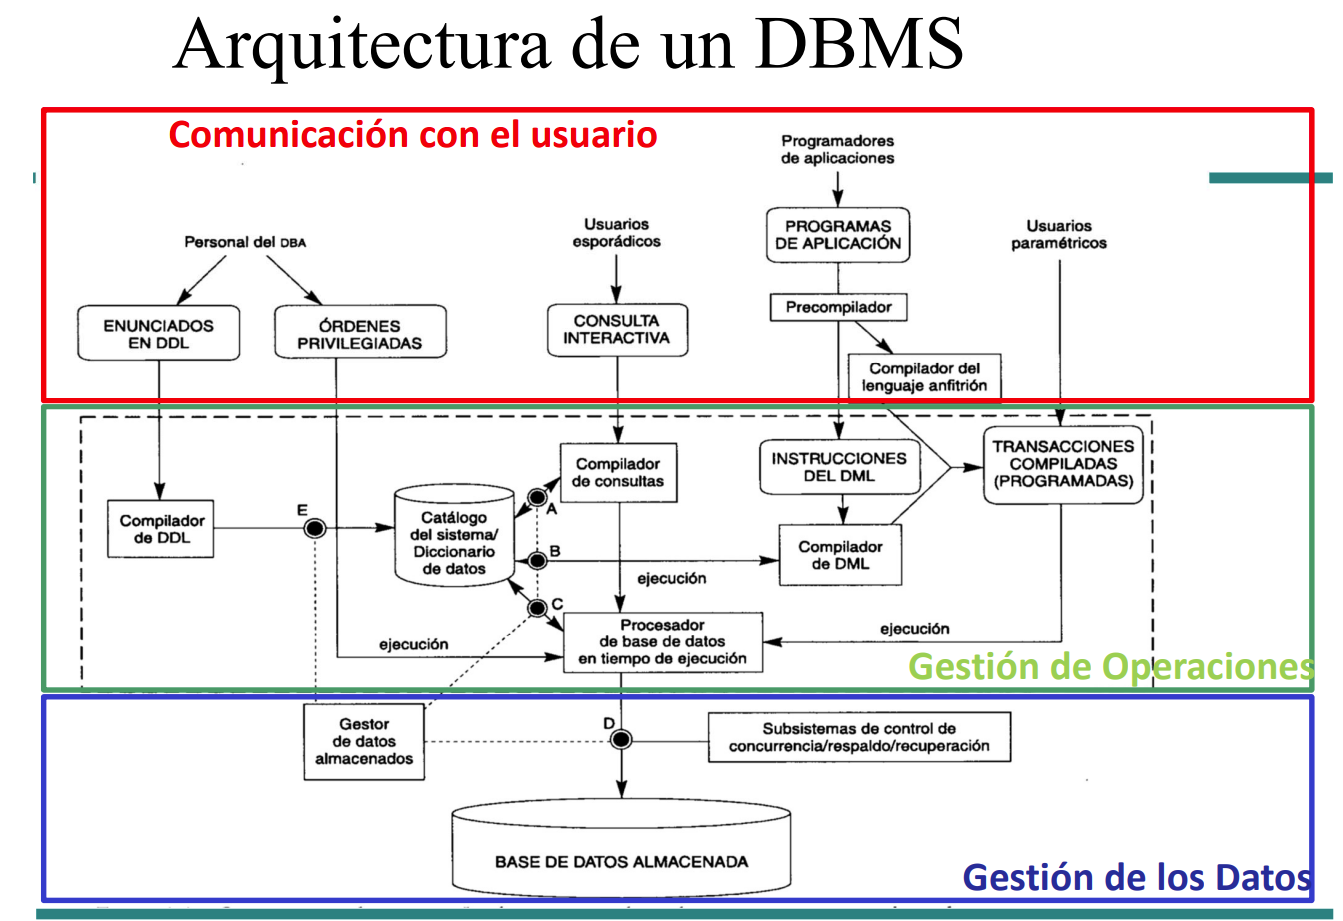 Arquitectura de un DBMS
Comunicación con el usuario
Programadores
de aplicaciones
Personal del DBA
Usuarios
esporádicos
PROGRAMAS
DE APLICACIÓN
Usuarios
paramétricos
ENUNCIADOS
EN DDL
ÓRDENES
PRIVILEGIADAS
CONSULTA
INTERACTIVA
Precompilador
Compilador del
lenguaje anfitrión
Compilador
de consultas
INSTRUCCIONES
DEL DML
TRANSACCIONES
COMPILADAS
(PROGRAMADAS)
Compilador
de DDL
E
Catálogo
del sistema/
Diccionario
de datos
A
B
C
Compilador
de DML
ejecución
ejecución
Procesador
de base de datos
en tiempo de ejecución
ejecución
Gestión de Operaciones
Gestor
de datos
almacenados
D
Subsistemas de control de
concurrencia/respaldo/recuperación
BASE DE DATOS ALMACENADA
Gestión de los Datos